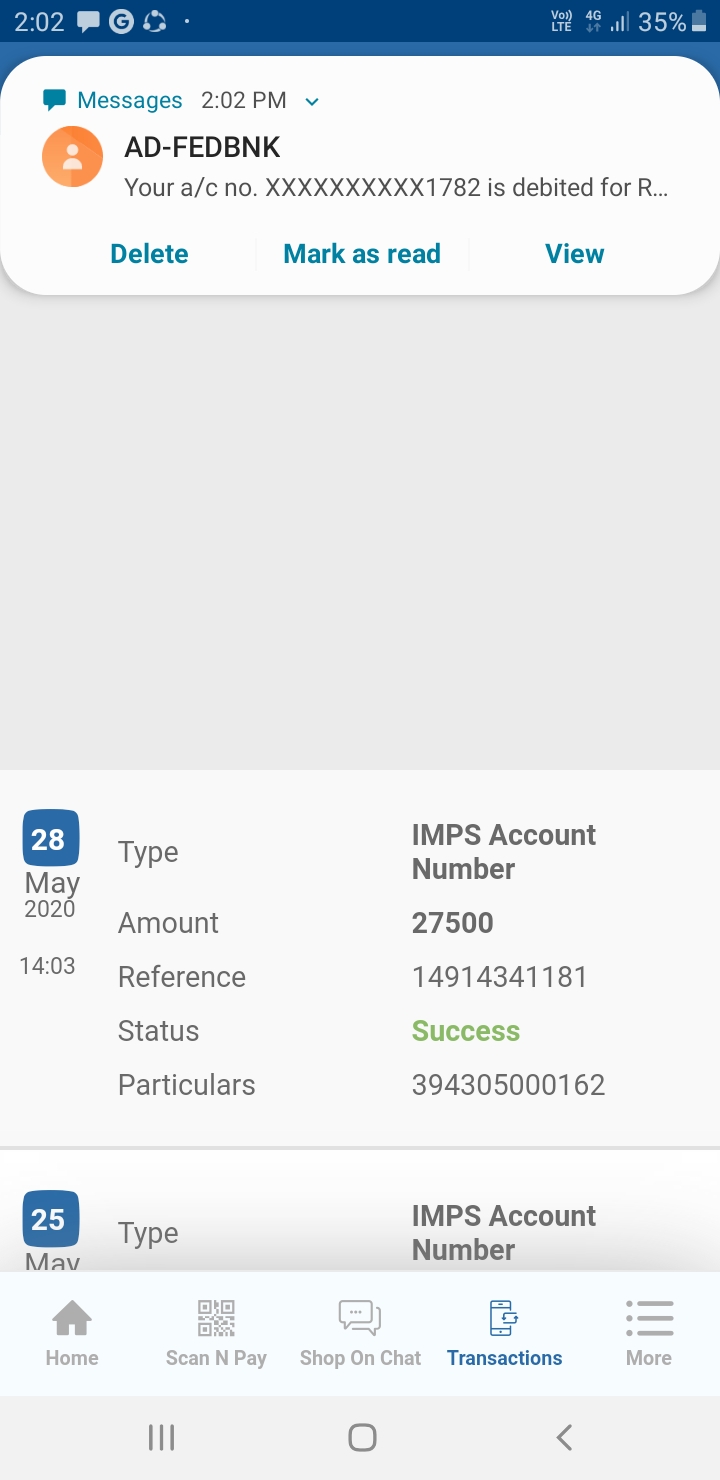 2:02 Vo)) LTE 4G 35%
Messages 2:02 PM
AD-FEDBNK
Your a/c no. XXXXXXXXXX1782 is debited for R...
Delete Mark as read View
28 May 2020 14:03
Type IMPS Account Number
Amount 27500
Reference 14914341181
Status Success
Particulars 394305000162
25 May
Type IMPS Account Number
Home Scan N Pay Shop On Chat Transactions More